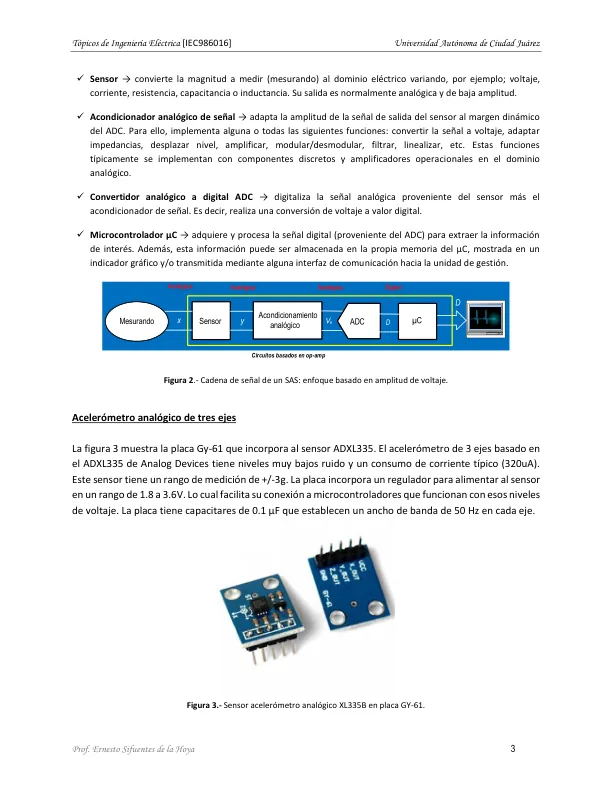 Tópicos de Ingeniería Eléctrica [IEC986016] Universidad Autónoma de Ciudad Juárez
✓ Sensor → convierte la magnitud a medir (mesurando) al dominio eléctrico variando, por ejemplo; voltaje,
corriente, resistencia, capacitancia o inductancia. Su salida es normalmente analógica y de baja amplitud.
✓ Acondicionador analógico de señal → adapta la amplitud de la señal de salida del sensor al margen dinámico
del ADC. Para ello, implementa alguna o todas las siguientes funciones: convertir la señal a voltaje, adaptar
impedancias, desplazar nivel, amplificar, modular/desmodular, filtrar, linealizar, etc. Estas funciones
típicamente se implementan con componentes discretos y amplificadores operacionales en el dominio
analógico.
✓ Convertidor analógico a digital ADC → digitaliza la señal analógica proveniente del sensor más el
acondicionador de señal. Es decir, realiza una conversión de voltaje a valor digital.
✓ Microcontrolador µC → adquiere y procesa la señal digital (proveniente del ADC) para extraer la información
de interés. Además, esta información puede ser almacenada en la propia memoria del µC, mostrada en un
indicador gráfico y/o transmitida mediante alguna interfaz de comunicación hacia la unidad de gestión.
Mesurando x Sensor y Acondicionamiento analógico ADC D µC D
Circuitos basados en op-amp
Figura 2.- Cadena de señal de un SAS: enfoque basado en amplitud de voltaje.
Acelerómetro analógico de tres ejes
La figura 3 muestra la placa Gy-61 que incorpora al sensor ADXL335. El acelerómetro de 3 ejes basado en
el ADXL335 de Analog Devices tiene niveles muy bajos ruido y un consumo de corriente típico (320uA).
Este sensor tiene un rango de medición de +/-3g. La placa incorpora un regulador para alimentar al sensor
en un rango de 1.8 a 3.6V. Lo cual facilita su conexión a microcontroladores que funcionan con esos niveles
de voltaje. La placa tiene capacitares de 0.1 µF que establecen un ancho de banda de 50 Hz en cada eje.
VCC
X_OUT
Y_OUT
Z_OUT
GND
GY-61
Figura 3.- Sensor acelerómetro analógico XL335B en placa GY-61.
Prof. Ernesto Sifuentes de la Hoya 3